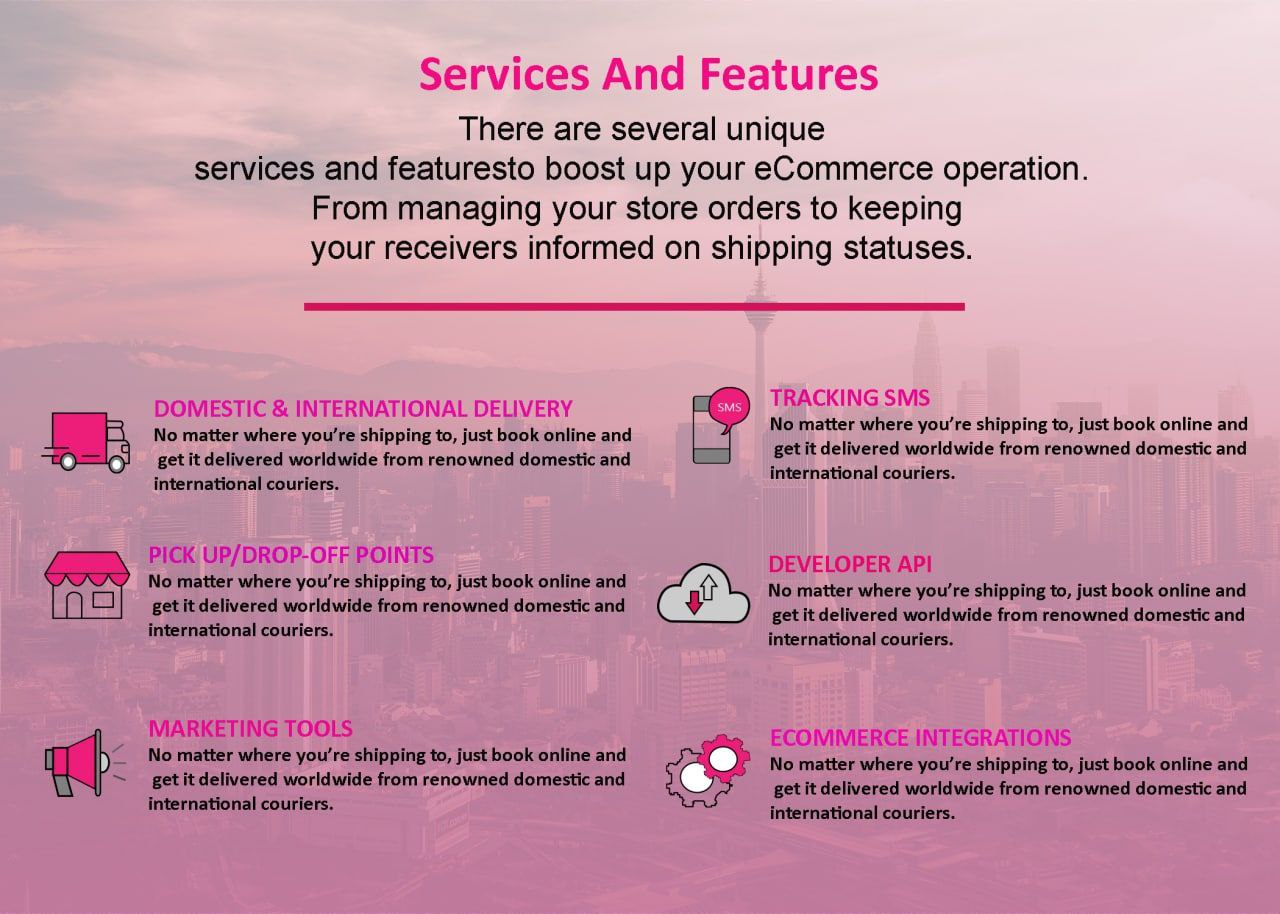 Services And Features
There are several unique
services and featuresto boost up your eCommerce operation.
From managing your store orders to keeping
your receivers informed on shipping statuses.
DOMESTIC & INTERNATIONAL DELIVERY
No matter where you’re shipping to, just book online and
get it delivered worldwide from renowned domestic and
international couriers.
SMS
TRACKING SMS
No matter where you’re shipping to, just book online and
get it delivered worldwide from renowned domestic and
international couriers.
PICK UP/DROP-OFF POINTS
No matter where you’re shipping to, just book online and
get it delivered worldwide from renowned domestic and
international couriers.
DEVELOPER API
No matter where you’re shipping to, just book online and
get it delivered worldwide from renowned domestic and
international couriers.
MARKETING TOOLS
No matter where you’re shipping to, just book online and
get it delivered worldwide from renowned domestic and
international couriers.
ECOMMERCE INTEGRATIONS
No matter where you’re shipping to, just book online and
get it delivered worldwide from renowned domestic and
international couriers.